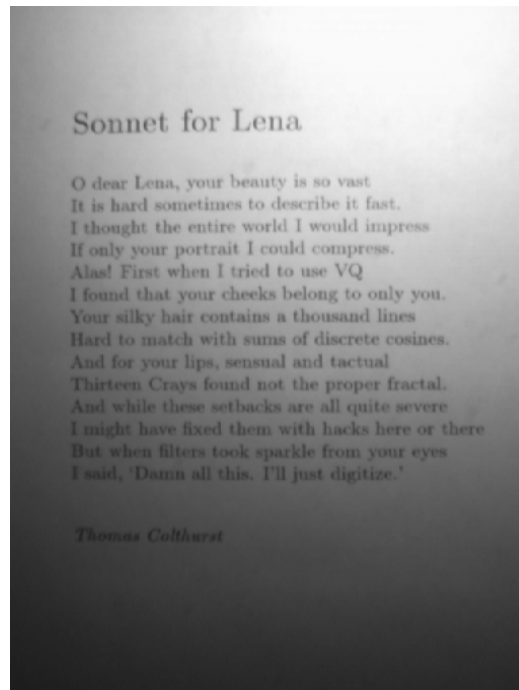 Sonnet for Lena
O dear Lena, your beauty is so vast
It is hard sometimes to describe it fast.
I thought the entire world I would impress
If only your portrait I could compress.
Alas! First when I tried to use VQ
I found that your cheeks belong to only you.
Your silky hair contains a thousand lines
Hard to match with sums of discrete cosines.
And for your lips, sensual and tactual
Thirteen Crays found not the proper fractal.
And while these setbacks are all quite severe
I might have fixed them with hacks here or there
But when filters took sparkle from your eyes
I said, 'Damn all this. I'll just digitize.'
Thomas Colthurst